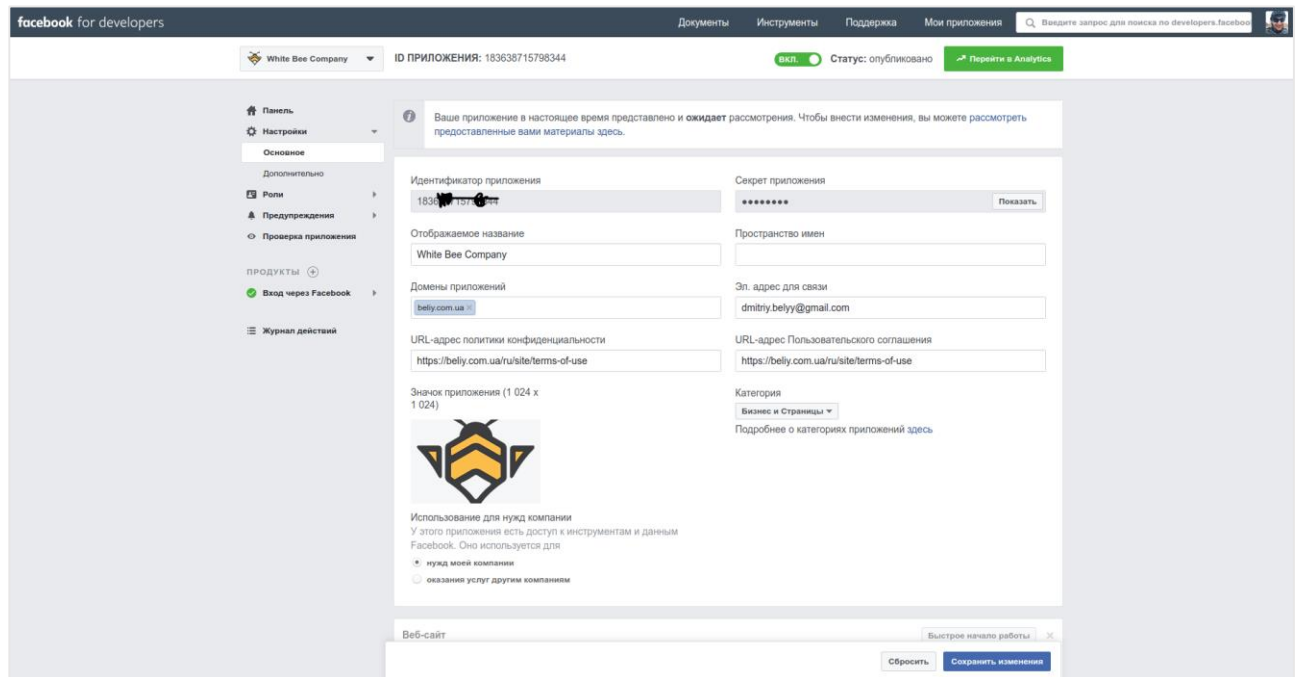 facebook for developers
Документы Инструменты Поддержка Мои приложения Введите запрос для поиска по developers.faceboo
White Bee Company ID ПРИЛОЖЕНИЯ: 183638715798344 ВКЛ. Статус: опубликовано Перейти в Analytics
Панель
Настройки
Основное
Дополнительно
Роли
Предупреждения
Проверка приложения
ПРОДУКТЫ
Вход через Facebook
Журнал действий
Ваше приложение в настоящее время представлено и ожидает рассмотрения. Чтобы внести изменения, вы можете рассмотреть
предоставленные вами материалы здесь.
Идентификатор приложения Секрет приложения
Показать
Отображаемое название Пространство имен
White Bee Company
Домены приложений Эл. адрес для связи
beliy.com.ua dmitriy.belyy@gmail.com
URL-адрес политики конфиденциальности URL-адрес Пользовательского соглашения
https://beliy.com.ua/ru/site/terms-of-use https://beliy.com.ua/ru/site/terms-of-use
Значок приложения (1 024 x
1 024)
Категория
Бизнес и Страницы
Подробнее о категориях приложений здесь
Использование для нужд компании
У этого приложения есть доступ к инструментам и данным
Facebook. Оно используется для
нужд моей компании
оказания услуг другим компаниям
Веб-сайт Быстрое начало работы
Сбросить Сохранить изменения